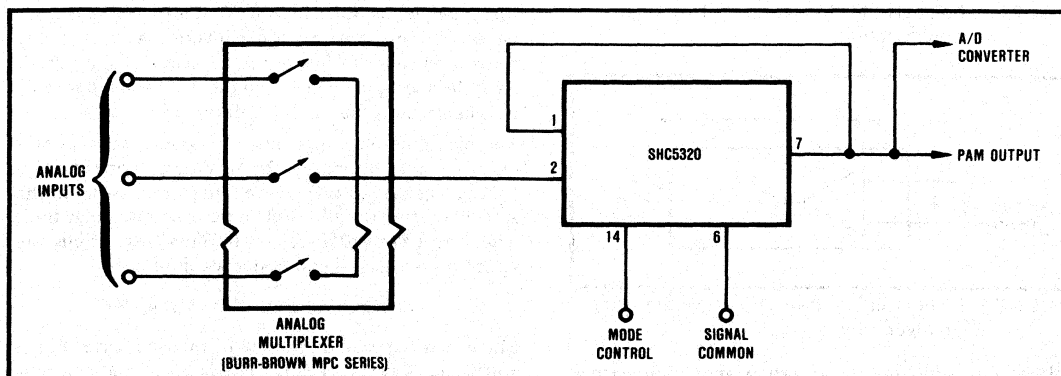 A/D
CONVERTER
1
SHC5320
7
ANALOG
INPUTS
2
PAM OUTPUT
14
6
ANALOG
MULTIPLEXER
(BURR-BROWN MPC SERIES)
MODE
CONTROL
SIGNAL
COMMON